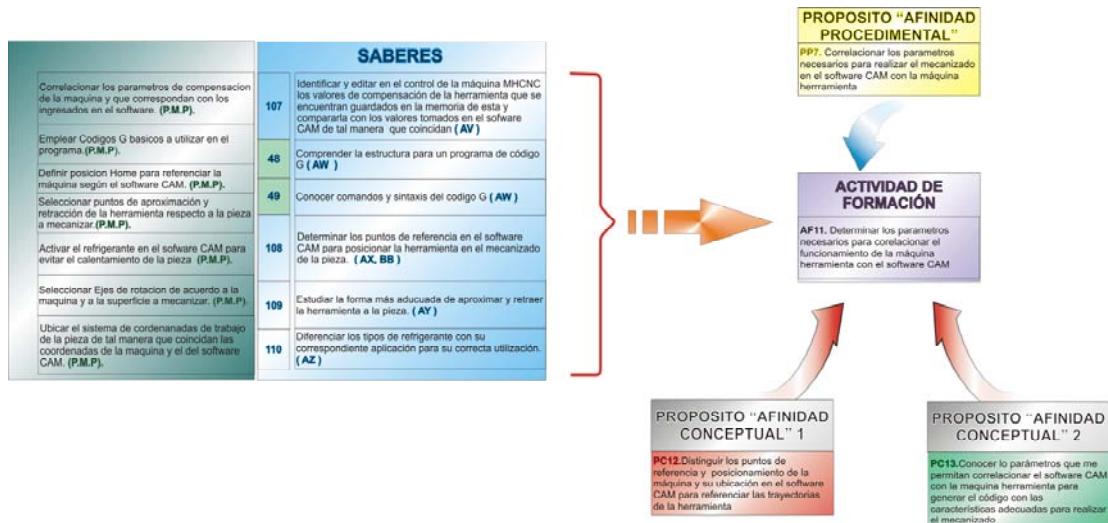 SABERES
Correlacionar los parametros de compensacion
de la maquina y que correspondan con los
ingresados en el software. (P.M.P).
Emplear Codigos G basicos a utilizar en el
programa.(P.M.P).
Definir posicion Home para referenciar la
máquina según el software CAM. (P.M.P).
Seleccionar puntos de aproximación y
retracción de la herramienta respecto a la pieza
a mecanizar.(P.M.P).
Activar el refrigerante en el sofware CAM para
evitar el calentamiento de la pieza (P.M.P).
Seleccionar Ejes de rotacion de acuerdo a la
maquina y a la superficie a mecanizar. (P.M.P).
Ubicar el sistema de cordenanadas de trabajo
de la pieza de tal manera que coincidan las
coordenadas de la maquina y el del software
CAM. (P.M.P).
107
Identificar y editar en el control de la máquina MHCNC
los valores de compensación de la herramienta que se
encuentran guardados en la memoria de esta y
compararla con los valores tomados en el sofware
CAM de tal manera que coincidan ( AV)
48
Comprender la estructura para un programa de código
G ( AW )
49
Conocer comandos y sintaxis del codigo G ( AW)
108
Determinar los puntos de referencia en el software
CAM para posicionar la herramienta en el mecanizado
de la pieza. ( AX, BB)
109
Estudiar la forma más aducuada de aproximar y retraer
la herramienta a la pieza. ( AY)
110
Diferenciar los tipos de refrigerante con su
correspondiente aplicación para su correcta utilización.
( AZ)
PROPOSITO “AFINIDAD
PROCEDIMENTAL”
PP7. Correlacionar los parametros
necesarios para realizar el mecanizado
en el software CAM con la máquina
herrramienta
ACTIVIDAD DE
FORMACIÓN
AF11. Determinar los parametros
necesarios para corelacionar el
funcionamiento de la máquina
herramienta con el software CAM
PROPOSITO “AFINIDAD
CONCEPTUAL” 1
PC12.Distinguir los puntos de
referencia y posicionamiento de la
máquina y su ubicación en el software
CAM para referenciar las trayectorias
de la herramienta
PROPOSITO “AFINIDAD
CONCEPTUAL” 2
PC13.Conocer lo parámetros que me
permitan correlacionar el software CAM
con la maquina herramienta para
generar el código con las
características adecuadas para realizar
el mecanizado